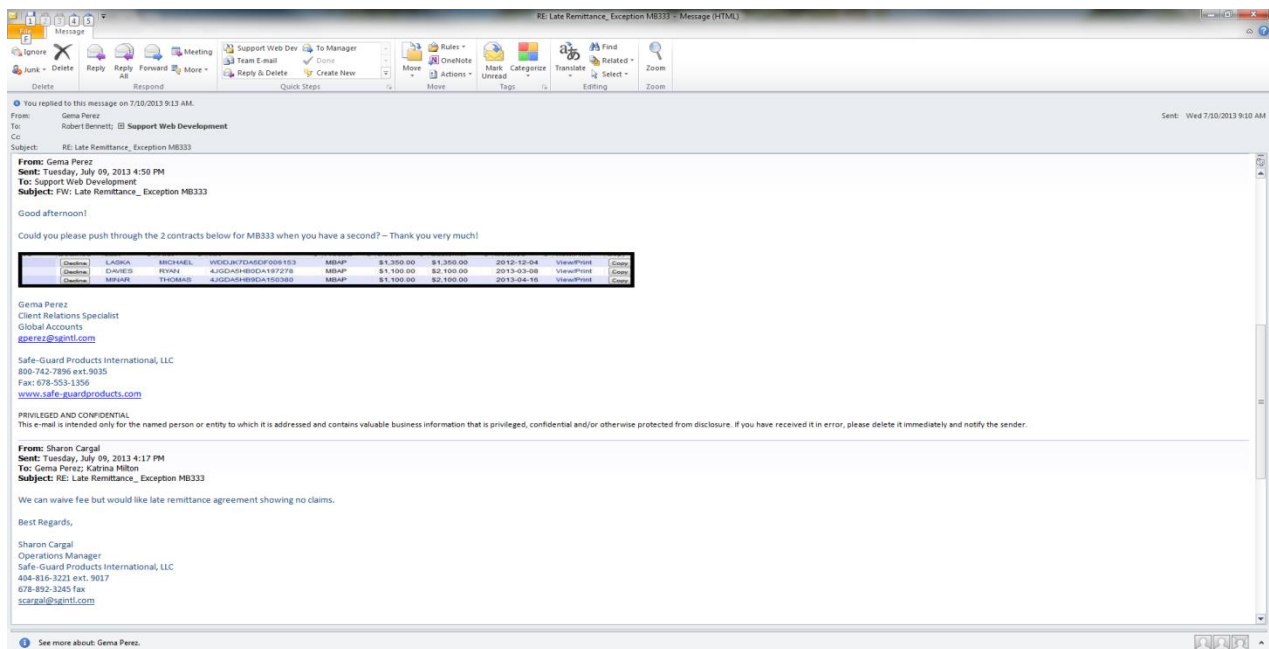 RE: Late Remittance_ Exception MB333 - Message (HTML)
1 2 3 4 5
File Message
F
Ignore
Junk
Delete
Reply
Reply All
Forward
Meeting
More
Support Web Dev
Team E-mail
Reply & Delete
To Manager
Done
Create New
Move
Rules
OneNote
Actions
Mark Unread
Categorize
Translate
Find
Related
Select
Zoom
Delete Respond Quick Steps Move Tags Editing Zoom
You replied to this message on 7/10/2013 9:13 AM.
From: Gema Perez Sent: Wed 7/10/2013 9:10 AM
To: Robert Bennett; Support Web Development
Cc
Subject: RE: Late Remittance_ Exception MB333
From: Gema Perez
Sent: Tuesday, July 09, 2013 4:50 PM
To: Support Web Development
Subject: FW: Late Remittance_ Exception MB333
Good afternoon!
Could you please push through the 2 contracts below for MB333 when you have a second? – Thank you very much!
Decline LASKA MICHAEL MBAP $1,350.00 $1,350.00 2012-12-04 View/Print Copy
Decline DAVIES RYAN 4JGDA5HB0DA197278 MBAP $1,100.00 $2,100.00 2013-03-08 View/Print Copy
Decline MINAR THOMAS 4JGDA5HB9DA150380 MBAP $1,100.00 $2,100.00 2013-04-16 View/Print Copy
Gema Perez
Client Relations Specialist
Global Accounts
gperez@sgintl.com
Safe-Guard Products International, LLC
800-742-7896 ext.9035
Fax: 678-553-1356
www.safe-guardproducts.com
PRIVILEGED AND CONFIDENTIAL
This e-mail is intended only for the named person or entity to which it is addressed and contains valuable business information that is privileged, confidential and/or otherwise protected from disclosure. If you have received it in error, please delete it immediately and notify the sender.
From: Sharon Cargal
Sent: Tuesday, July 09, 2013 4:17 PM
To: Gema Perez; Katrina Milton
Subject: RE: Late Remittance_ Exception MB333
We can waive fee but would like late remittance agreement showing no claims.
Best Regards,
Sharon Cargal
Operations Manager
Safe-Guard Products International, LLC
404-816-3221 ext. 9017
678-892-3245 fax
scargal@sgintl.com
See more about: Gema Perez.